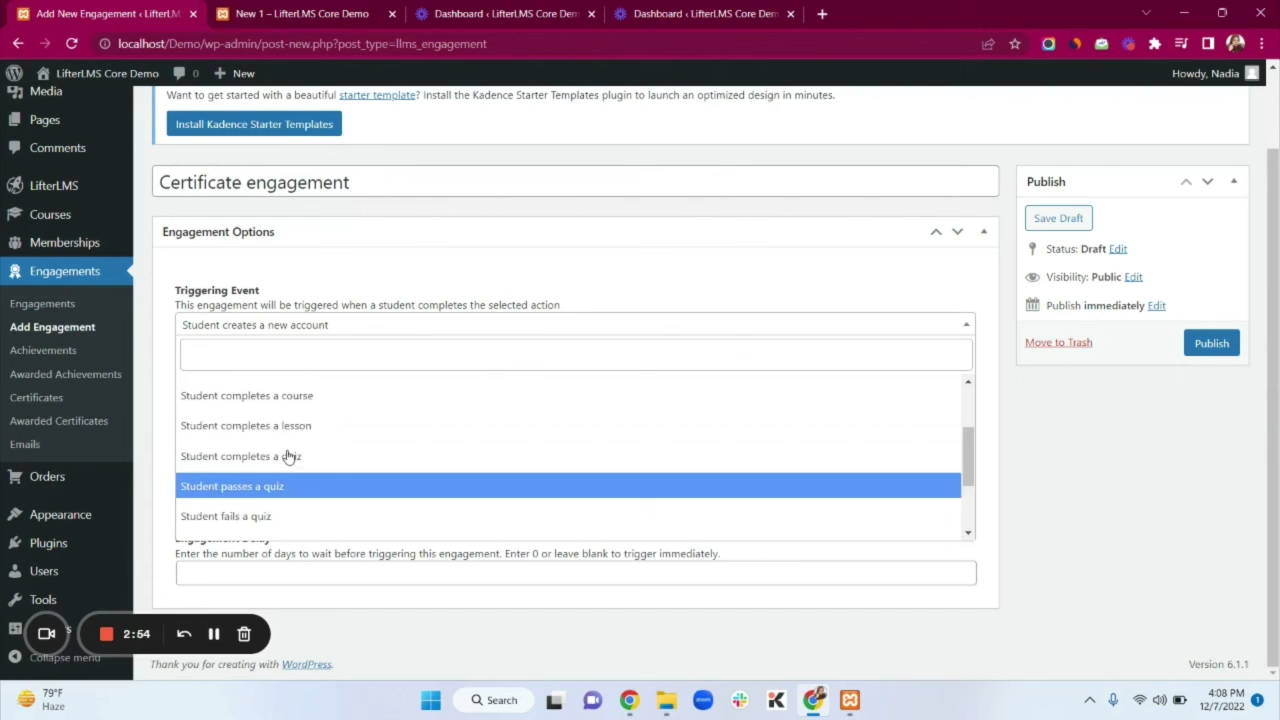 Add New Engagement ‹ LifterLM
New 1 – LifterLMS Core Demo
Dashboard ‹ LifterLMS Core Dem
Dashboard ‹ LifterLMS Core Dem
localhost/Demo/wp-admin/post-new.php?post_type=llms_engagement
LifterLMS Core Demo
0
New
Howdy, Nadia
Media
Pages
Comments
LifterLMS
Courses
Memberships
Engagements
Engagements
Add Engagement
Achievements
Awarded Achievements
Certificates
Awarded Certificates
Emails
Orders
Appearance
Plugins
Users
Tools
Collapse menu
Want to get started with a beautiful starter template? Install the Kadence Starter Templates plugin to launch an optimized design in minutes.
Install Kadence Starter Templates
Certificate engagement
Engagement Options
Triggering Event
This engagement will be triggered when a student completes the selected action
Student creates a new account
Student completes a course
Student completes a lesson
Student completes a quiz
Student passes a quiz
Student fails a quiz
Engagement Delay
Enter the number of days to wait before triggering this engagement. Enter 0 or leave blank to trigger immediately.
Publish
Save Draft
Status: Draft Edit
Visibility: Public Edit
Publish immediately Edit
Move to Trash
Publish
2:54
Thank you for creating with WordPress.
Version 6.1.1
79°F
Haze
Search
zoom
4:08 PM
12/7/2022
1